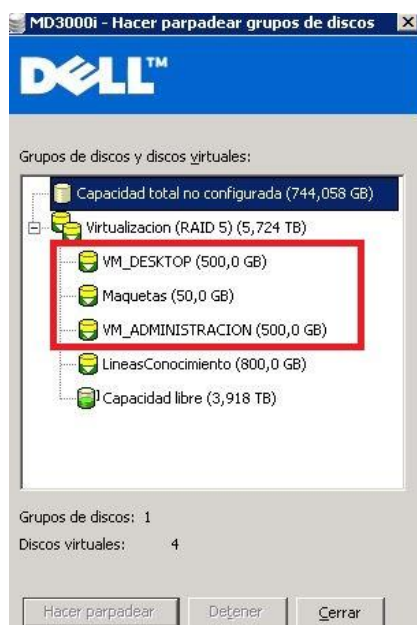 MD3000i - Hacer parpadear grupos de discos
DELL™
Grupos de discos y discos virtuales:
Capacidad total no configurada (744,058 GB)
Virtualizacion (RAID 5) (5,724 TB)
VM_DESKTOP (500,0 GB)
Maquetas (50,0 GB)
VM_ADMINISTRACION (500,0 GB)
LineasConocimiento (800,0 GB)
Capacidad libre (3,918 TB)
Grupos de discos: 1
Discos virtuales: 4
Hacer parpadear Detener Cerrar